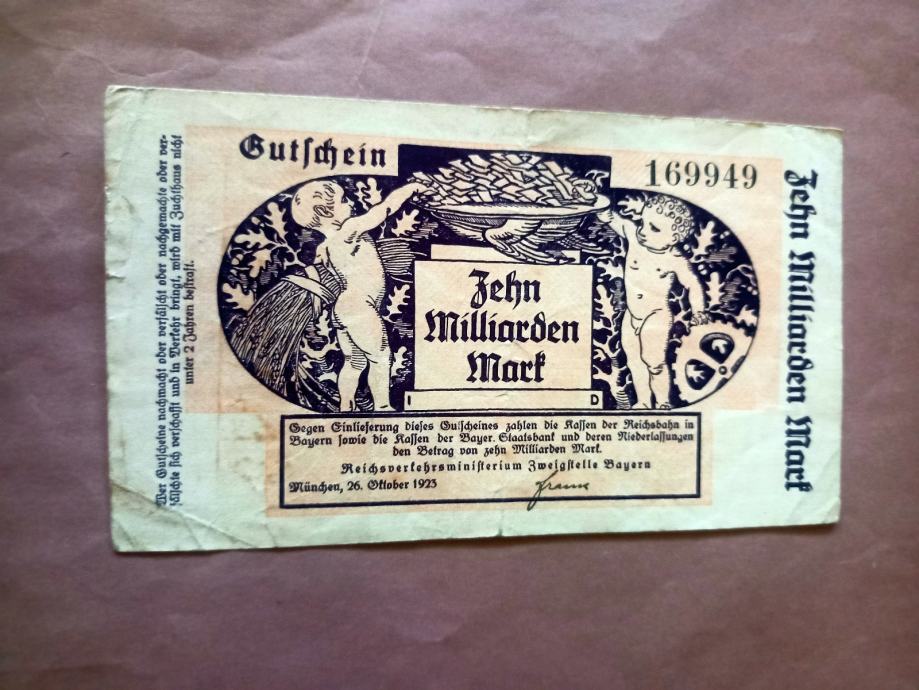 Gutschein
169949
Zehn
Milliarden
Mark
I D
Gegen Einlieferung dieses Gutscheines zahlen die Kassen der Reichsbahn in
Bayern sowie die Kassen der Bayer. Staatsbank und deren Niederlassungen
den Betrag von zehn Milliarden Mark.
Reichsverkehrsministerium Zweigstelle Bayern
München, 26. Oktober 1923
Zehn Milliarden Mark
Wer Gutscheine nachmacht oder verfälscht oder nachgemachte oder ver-
fälschte sich verschafft und in Verkehr bringt, wird mit Zuchthaus nicht
unter 2 Jahren bestraft.